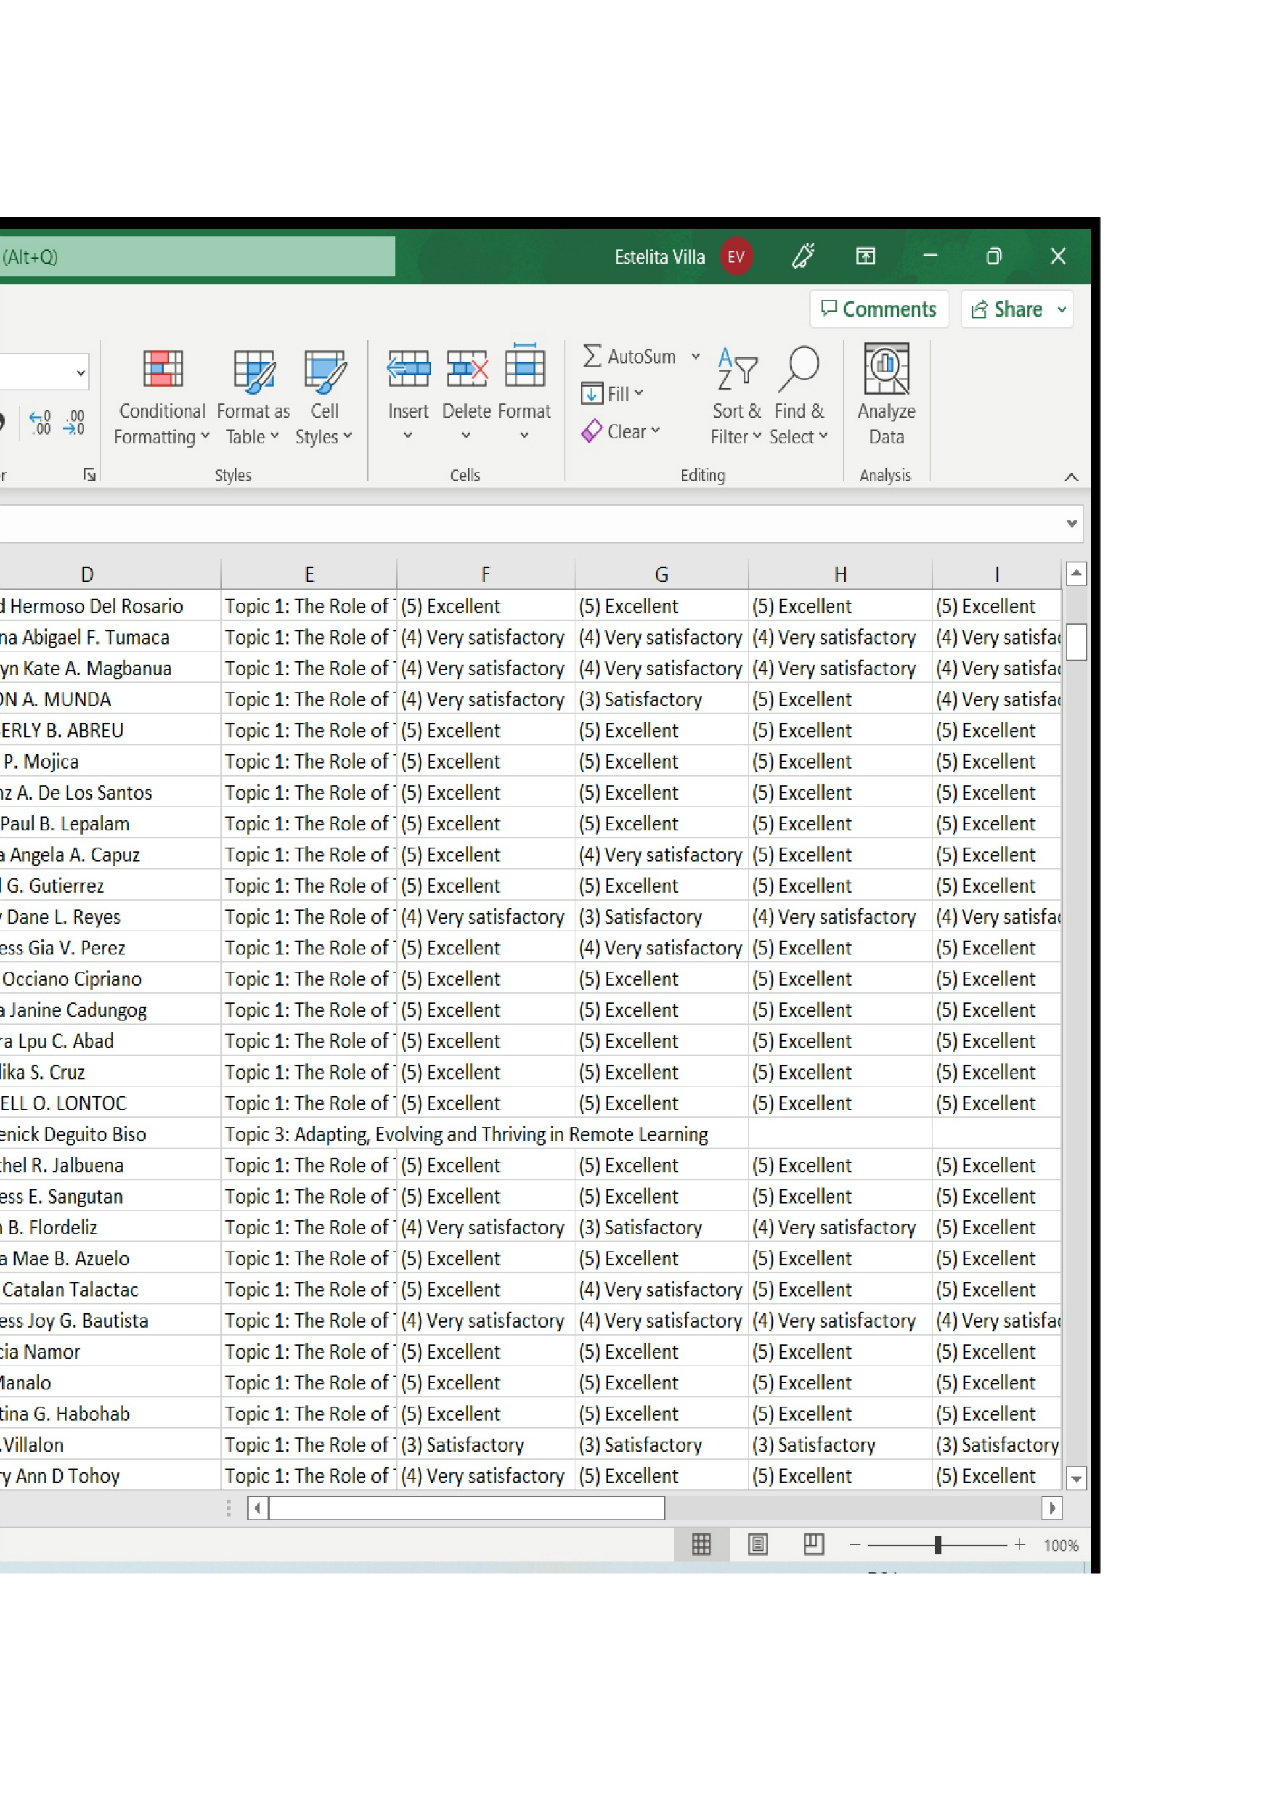 (Alt+Q) Estelita Villa EV
Comments Share
AutoSum
Fill
Clear
Conditional Formatting Format as Table Cell Styles Insert Delete Format Sort & Filter Find & Select Analyze Data
Styles Cells Editing Analysis
D E F G H I
d Hermoso Del Rosario Topic 1: The Role of (5) Excellent (5) Excellent (5) Excellent (5) Excellent
na Abigael F. Tumaca Topic 1: The Role of (4) Very satisfactory (4) Very satisfactory (4) Very satisfactory (4) Very satisfac
yn Kate A. Magbanua Topic 1: The Role of (4) Very satisfactory (4) Very satisfactory (4) Very satisfactory (4) Very satisfac
ON A. MUNDA Topic 1: The Role of (4) Very satisfactory (3) Satisfactory (5) Excellent (4) Very satisfac
ERLY B. ABREU Topic 1: The Role of (5) Excellent (5) Excellent (5) Excellent (5) Excellent
P. Mojica Topic 1: The Role of (5) Excellent (5) Excellent (5) Excellent (5) Excellent
nz A. De Los Santos Topic 1: The Role of (5) Excellent (5) Excellent (5) Excellent (5) Excellent
Paul B. Lepalam Topic 1: The Role of (5) Excellent (5) Excellent (5) Excellent (5) Excellent
a Angela A. Capuz Topic 1: The Role of (5) Excellent (4) Very satisfactory (5) Excellent (5) Excellent
l G. Gutierrez Topic 1: The Role of (5) Excellent (5) Excellent (5) Excellent (5) Excellent
y Dane L. Reyes Topic 1: The Role of (4) Very satisfactory (3) Satisfactory (4) Very satisfactory (4) Very satisfac
ess Gia V. Perez Topic 1: The Role of (5) Excellent (4) Very satisfactory (5) Excellent (5) Excellent
Occiano Cipriano Topic 1: The Role of (5) Excellent (5) Excellent (5) Excellent (5) Excellent
a Janine Cadungog Topic 1: The Role of (5) Excellent (5) Excellent (5) Excellent (5) Excellent
ra Lpu C. Abad Topic 1: The Role of (5) Excellent (5) Excellent (5) Excellent (5) Excellent
lika S. Cruz Topic 1: The Role of (5) Excellent (5) Excellent (5) Excellent (5) Excellent
ELL O. LONTOC Topic 1: The Role of (5) Excellent (5) Excellent (5) Excellent (5) Excellent
enick Deguito Biso Topic 3: Adapting, Evolving and Thriving in Remote Learning
thel R. Jalbuena Topic 1: The Role of (5) Excellent (5) Excellent (5) Excellent (5) Excellent
ess E. Sangutan Topic 1: The Role of (5) Excellent (5) Excellent (5) Excellent (5) Excellent
n B. Flordeliz Topic 1: The Role of (4) Very satisfactory (3) Satisfactory (4) Very satisfactory (5) Excellent
a Mae B. Azuelo Topic 1: The Role of (5) Excellent (5) Excellent (5) Excellent (5) Excellent
Catalan Talactac Topic 1: The Role of (5) Excellent (4) Very satisfactory (5) Excellent (5) Excellent
ess Joy G. Bautista Topic 1: The Role of (4) Very satisfactory (4) Very satisfactory (4) Very satisfactory (4) Very satisfac
cia Namor Topic 1: The Role of (5) Excellent (5) Excellent (5) Excellent (5) Excellent
Manalo Topic 1: The Role of (5) Excellent (5) Excellent (5) Excellent (5) Excellent
tina G. Habohab Topic 1: The Role of (5) Excellent (5) Excellent (5) Excellent (5) Excellent
.Villalon Topic 1: The Role of (3) Satisfactory (3) Satisfactory (3) Satisfactory (3) Satisfactory
ry Ann D Tohoy Topic 1: The Role of (4) Very satisfactory (5) Excellent (5) Excellent (5) Excellent
100%